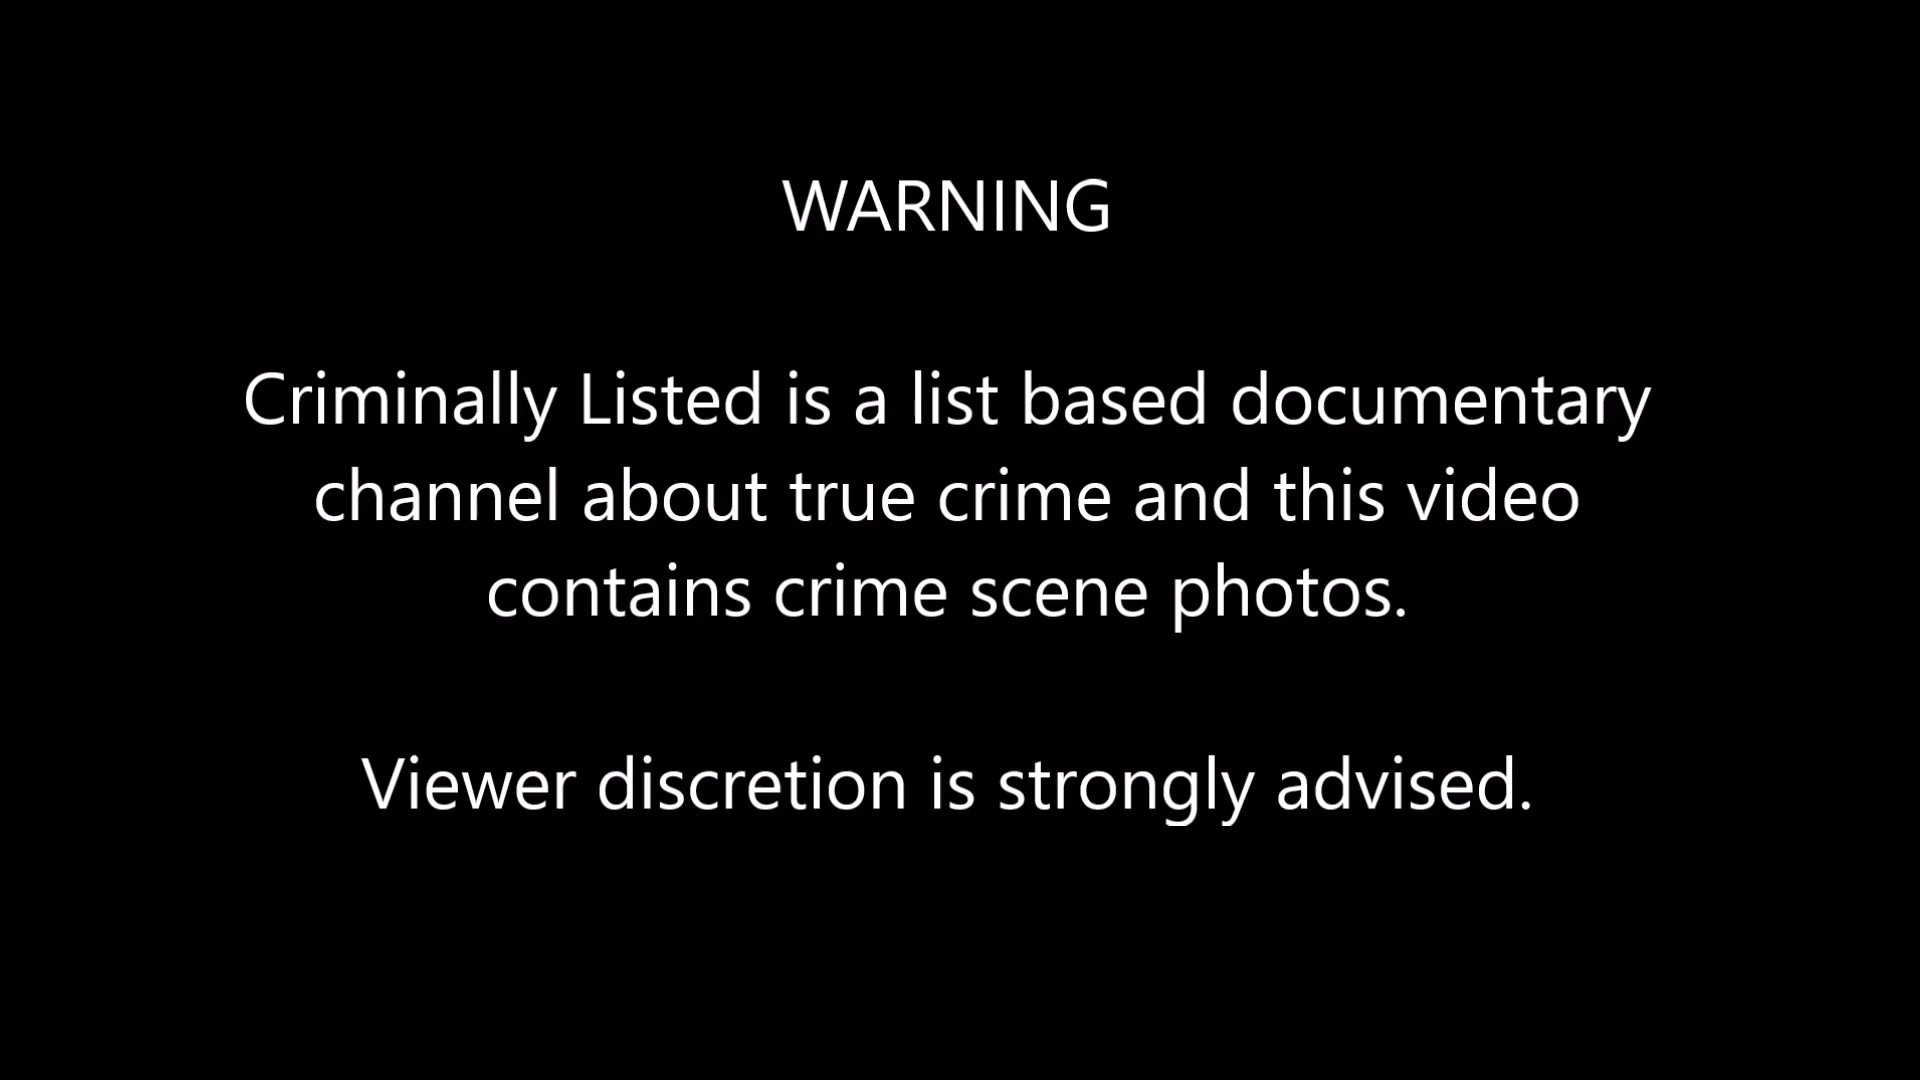 WARNING
Criminally Listed is a list based documentary
channel about true crime and this video
contains crime scene photos.
Viewer discretion is strongly advised.